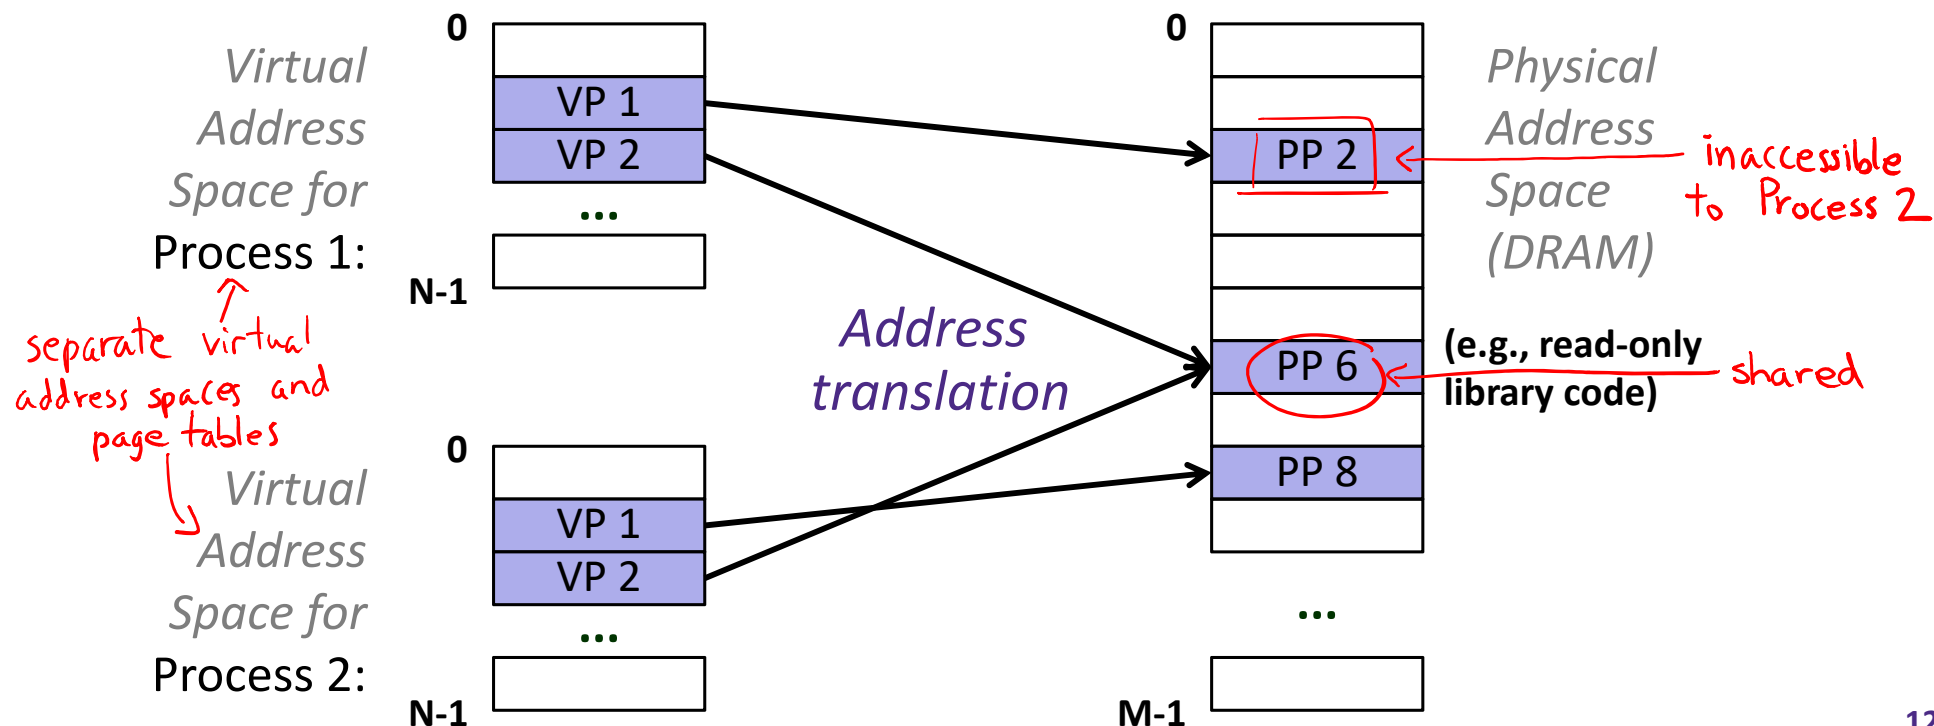 0
Virtual
Address
Space for
Process 1:
VP 1
VP 2
...
N-1
separate virtual
address spaces and
page tables
0
Virtual
Address
Space for
Process 2:
VP 1
VP 2
...
N-1
Address
translation
0
PP 2
PP 6
PP 8
...
M-1
Physical
Address
Space
(DRAM)
inaccessible
to Process 2
(e.g., read-only
library code)
shared
12